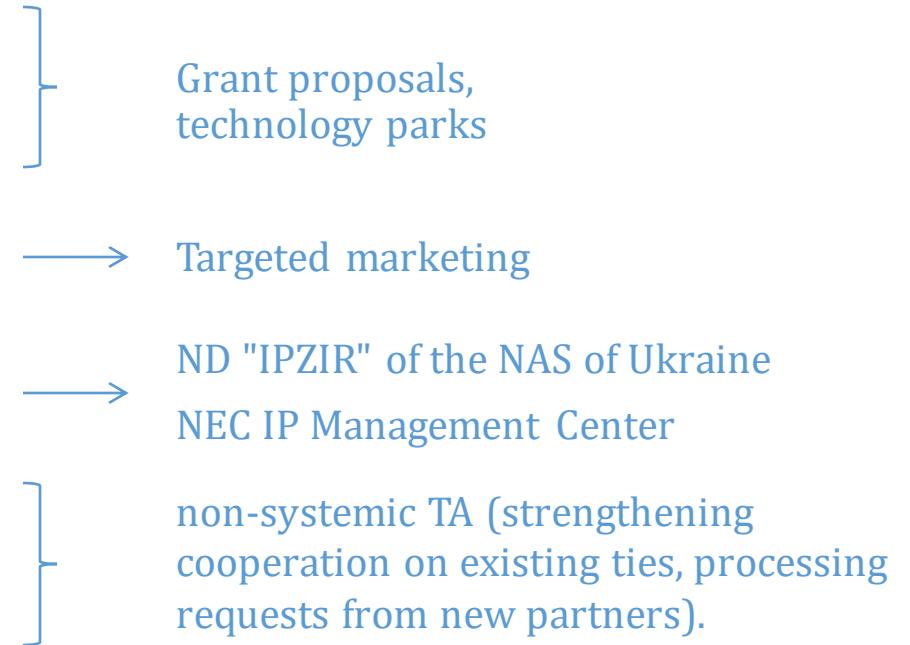 Grant proposals,
technology parks
Targeted marketing
ND "IPZIR" of the NAS of Ukraine
NEC IP Management Center
non-systemic TA (strengthening
cooperation on existing ties, processing
requests from new partners).